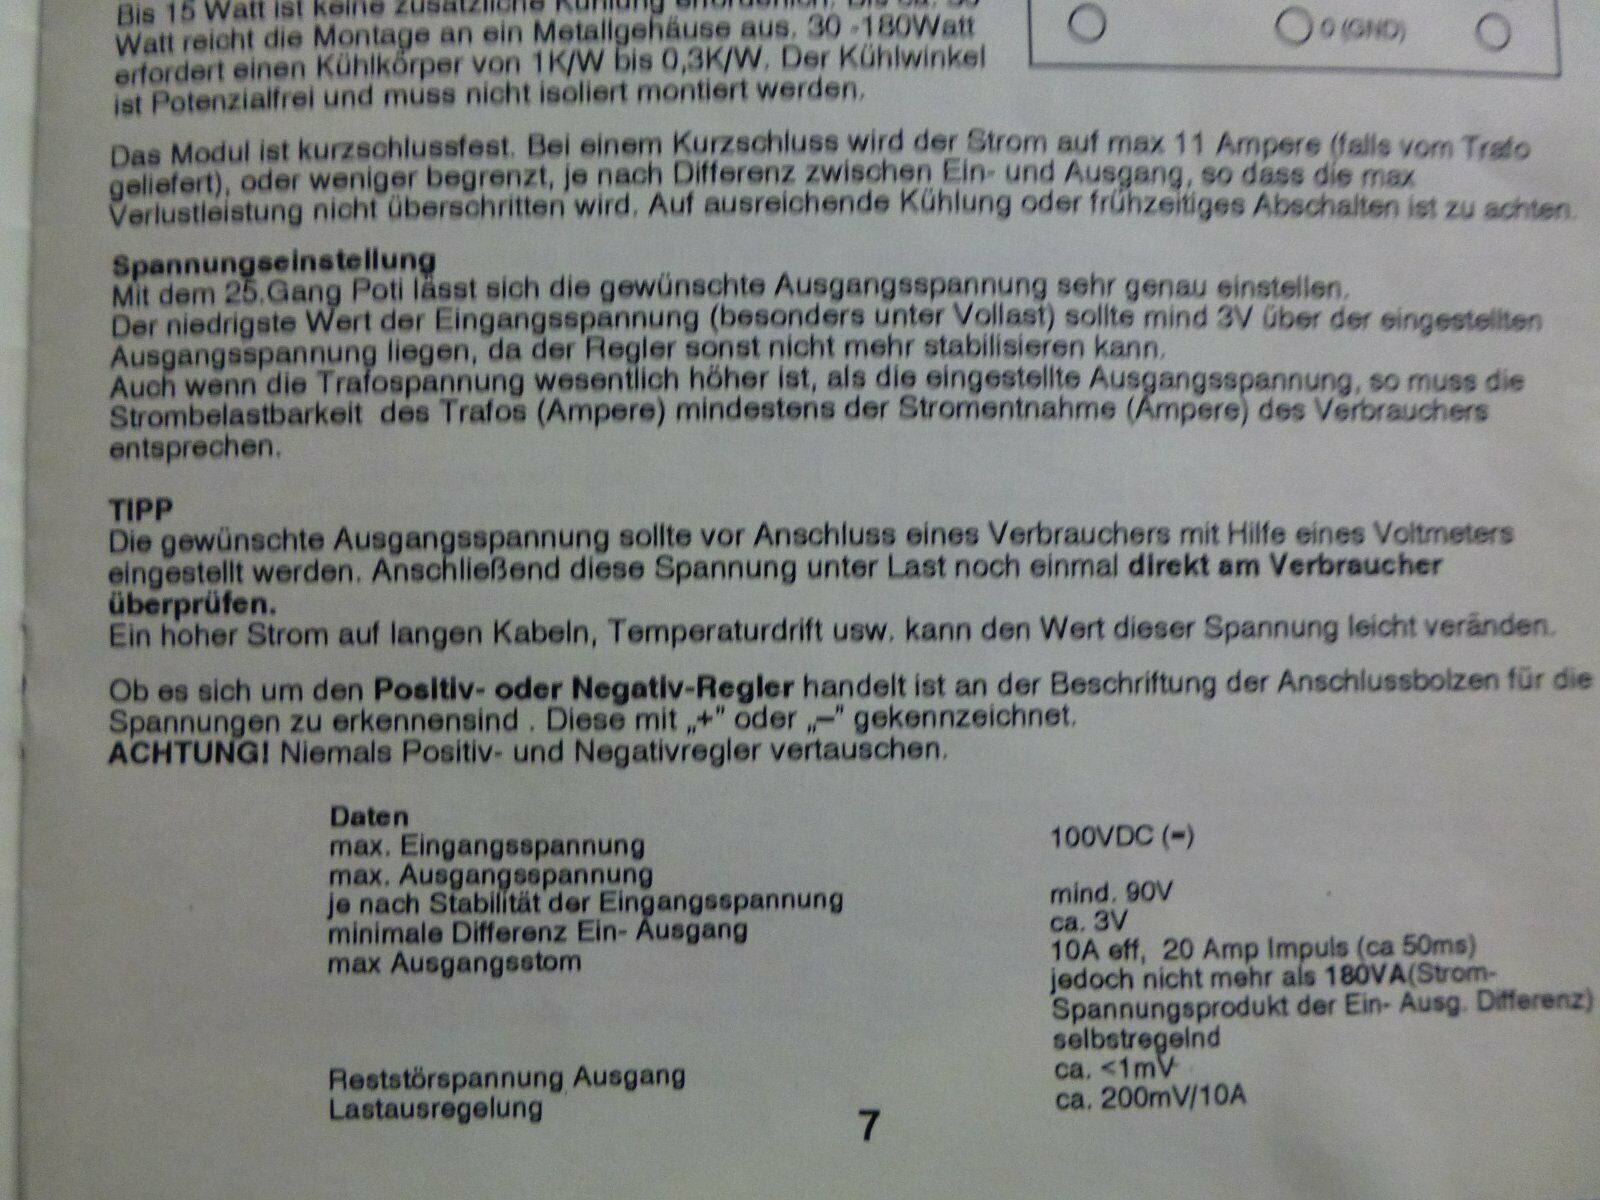 Bis 15 Watt ist keine zusätzliche Kühlung erforderlich. Bis ca. 30
Watt reicht die Montage an ein Metallgehäuse aus. 30 -180Watt
erfordert einen Kühlkörper von 1K/W bis 0,3K/W. Der Kühlwinkel
ist Potenzialfrei und muss nicht isoliert montiert werden.
0 (GND)
Das Modul ist kurzschlussfest. Bei einem Kurzschluss wird der Strom auf max 11 Ampere (falls vom Trafo
geliefert), oder weniger begrenzt, je nach Differenz zwischen Ein- und Ausgang, so dass die max
Verlustleistung nicht überschritten wird. Auf ausreichende Kühlung oder frühzeitiges Abschalten ist zu achten.
Spannungseinstellung
Mit dem 25.Gang Poti lässt sich die gewünschte Ausgangsspannung sehr genau einstellen.
Der niedrigste Wert der Eingangsspannung (besonders unter Vollast) sollte mind 3V über der eingestellten
Ausgangsspannung liegen, da der Regler sonst nicht mehr stabilisieren kann.
Auch wenn die Trafospannung wesentlich höher ist, als die eingestellte Ausgangsspannung, so muss die
Strombelastbarkeit des Trafos (Ampere) mindestens der Stromentnahme (Ampere) des Verbrauchers
entsprechen.
TIPP
Die gewünschte Ausgangsspannung sollte vor Anschluss eines Verbrauchers mit Hilfe eines Voltmeters
eingestellt werden. Anschließend diese Spannung unter Last noch einmal direkt am Verbraucher
überprüfen.
Ein hoher Strom auf langen Kabeln, Temperaturdrift usw. kann den Wert dieser Spannung leicht veränden.
Ob es sich um den Positiv- oder Negativ-Regler handelt ist an der Beschriftung der Anschlussbolzen für die
Spannungen zu erkennensind . Diese mit „+” oder „–” gekennzeichnet.
ACHTUNG! Niemals Positiv- und Negativregler vertauschen.
Daten
max. Eingangsspannung 100VDC (=)
max. Ausgangsspannung
je nach Stabilität der Eingangsspannung mind. 90V
minimale Differenz Ein- Ausgang ca. 3V
max Ausgangsstom 10A eff, 20 Amp Impuls (ca 50ms)
jedoch nicht mehr als 180VA(Strom-
Spannungsprodukt der Ein- Ausg. Differenz)
selbstregelnd
Reststörspannung Ausgang ca. <1mV
Lastausregelung ca. 200mV/10A
7